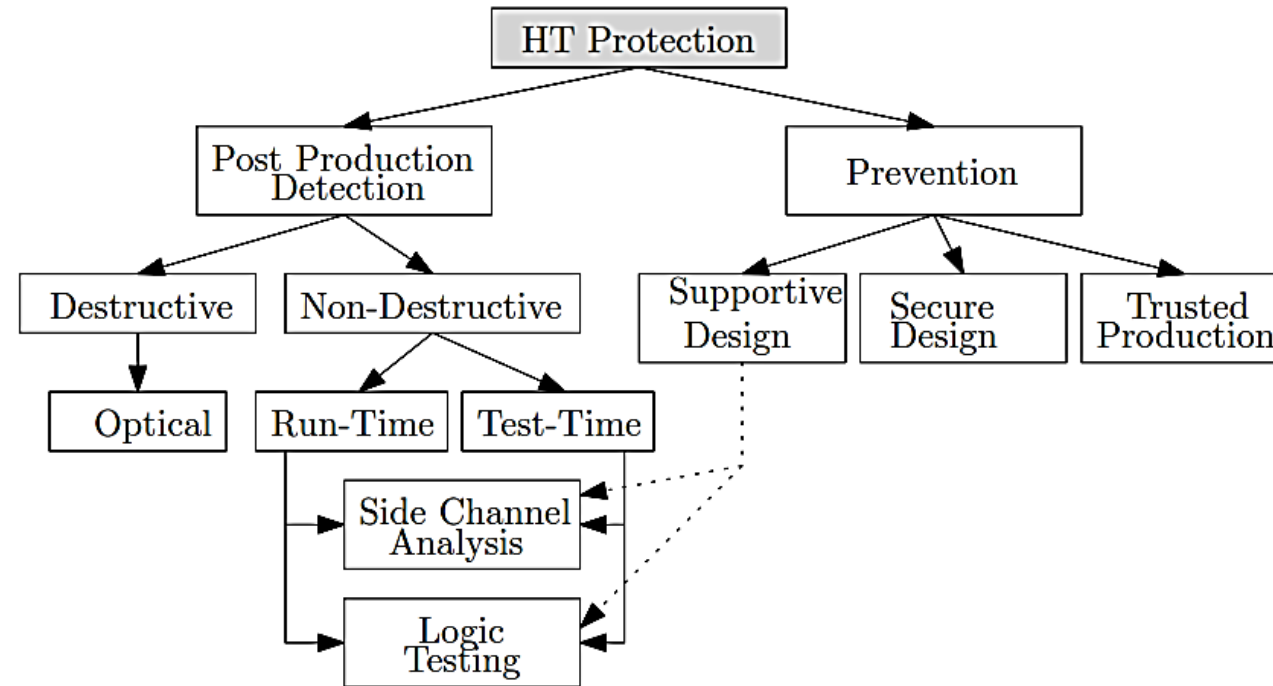 HT Protection
Post Production
Detection
Prevention
Destructive
Non-Destructive
Supportive
Design
Secure
Design
Trusted
Production
Optical
Run-Time
Test-Time
Side Channel
Analysis
Logic
Testing